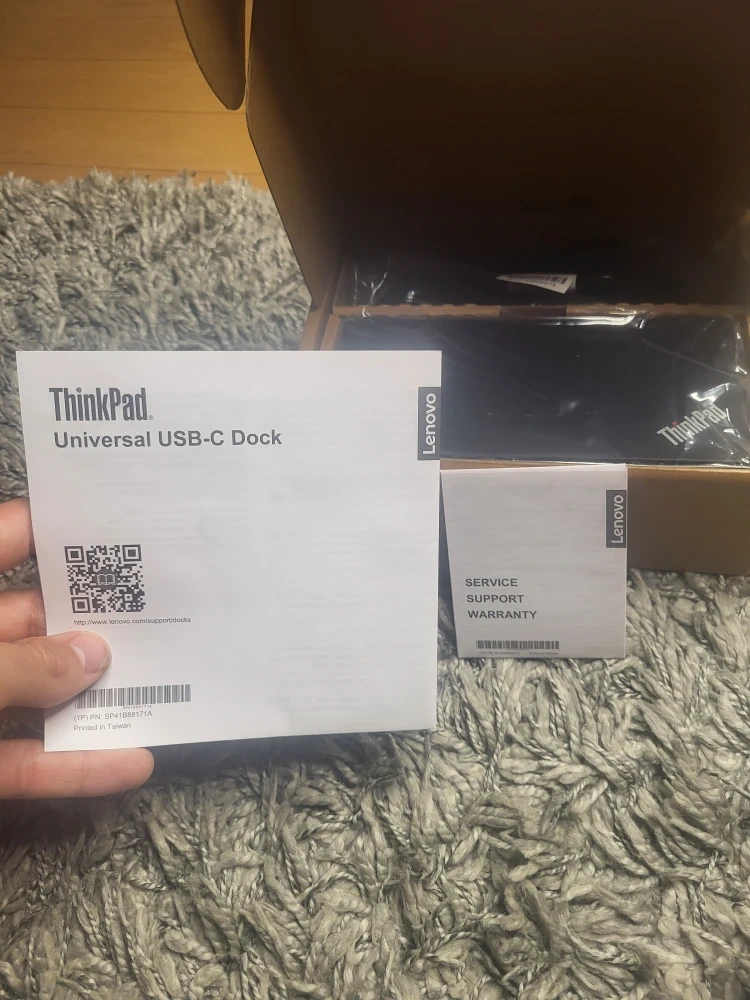 ThinkPad
Universal USB-C Dock
Lenovo
http://www.lenovo.com/support/docks
SP41B88171A
(1P) PN: SP41B88171A
Printed in Taiwan
ThinkPad
Lenovo
SERVICE
SUPPORT
WARRANTY